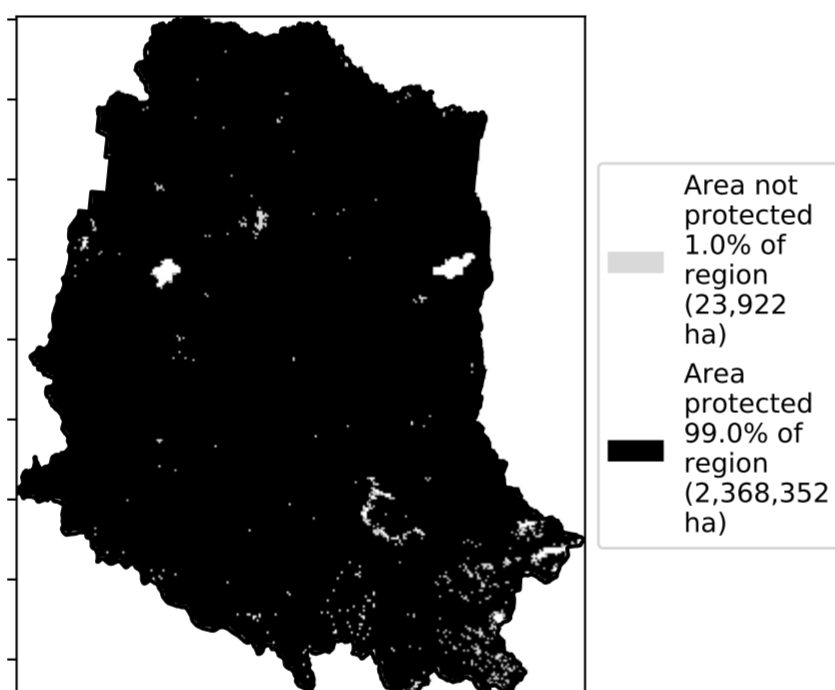 Area not
protected
1.0% of
region
(23,922
ha)
Area
protected
99.0% of
region
(2,368,352
ha)